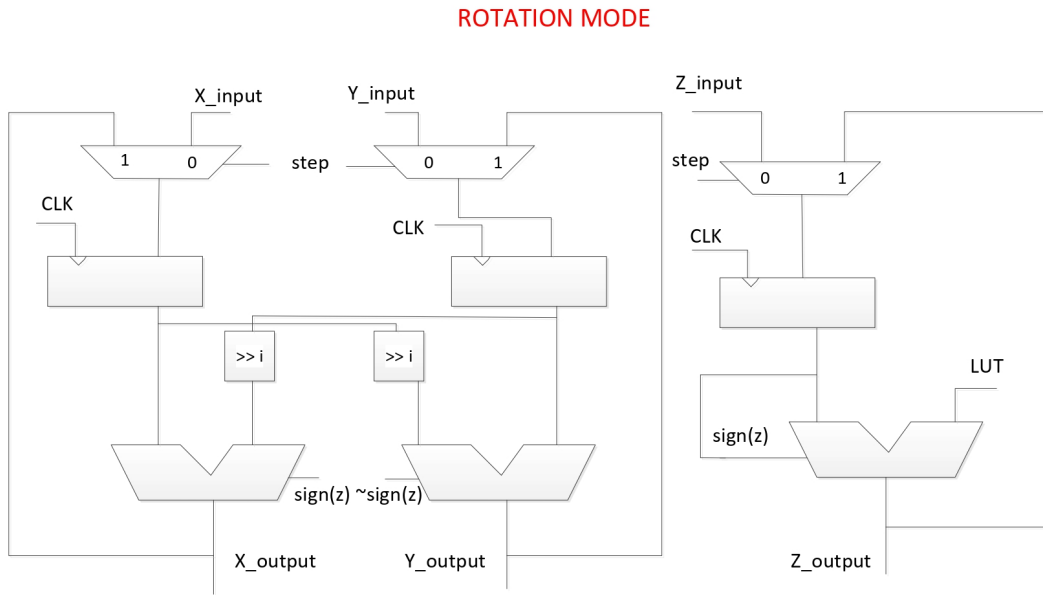 ROTATION MODE
X_input
Y_input
Z_input
1 0
step
0 1
step
0 1
CLK
CLK
CLK
>> i
>> i
LUT
sign(z)
sign(z) ~sign(z)
X_output
Y_output
Z_output